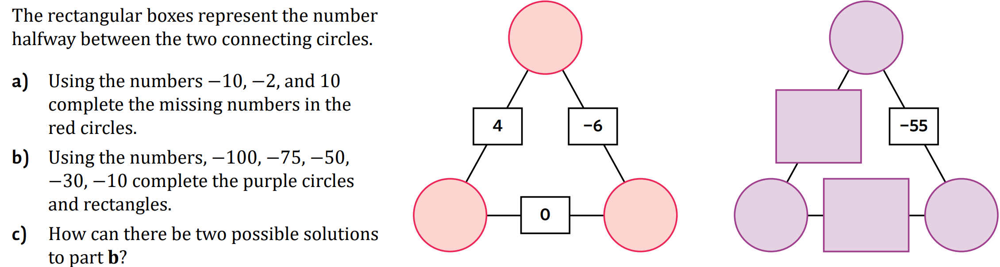 The rectangular boxes represent the number
halfway between the two connecting circles.
a) Using the numbers −10, −2, and 10
complete the missing numbers in the
red circles.
b) Using the numbers, −100, −75, −50,
−30, −10 complete the purple circles
and rectangles.
c) How can there be two possible solutions
to part b?
4
−6
0
−55